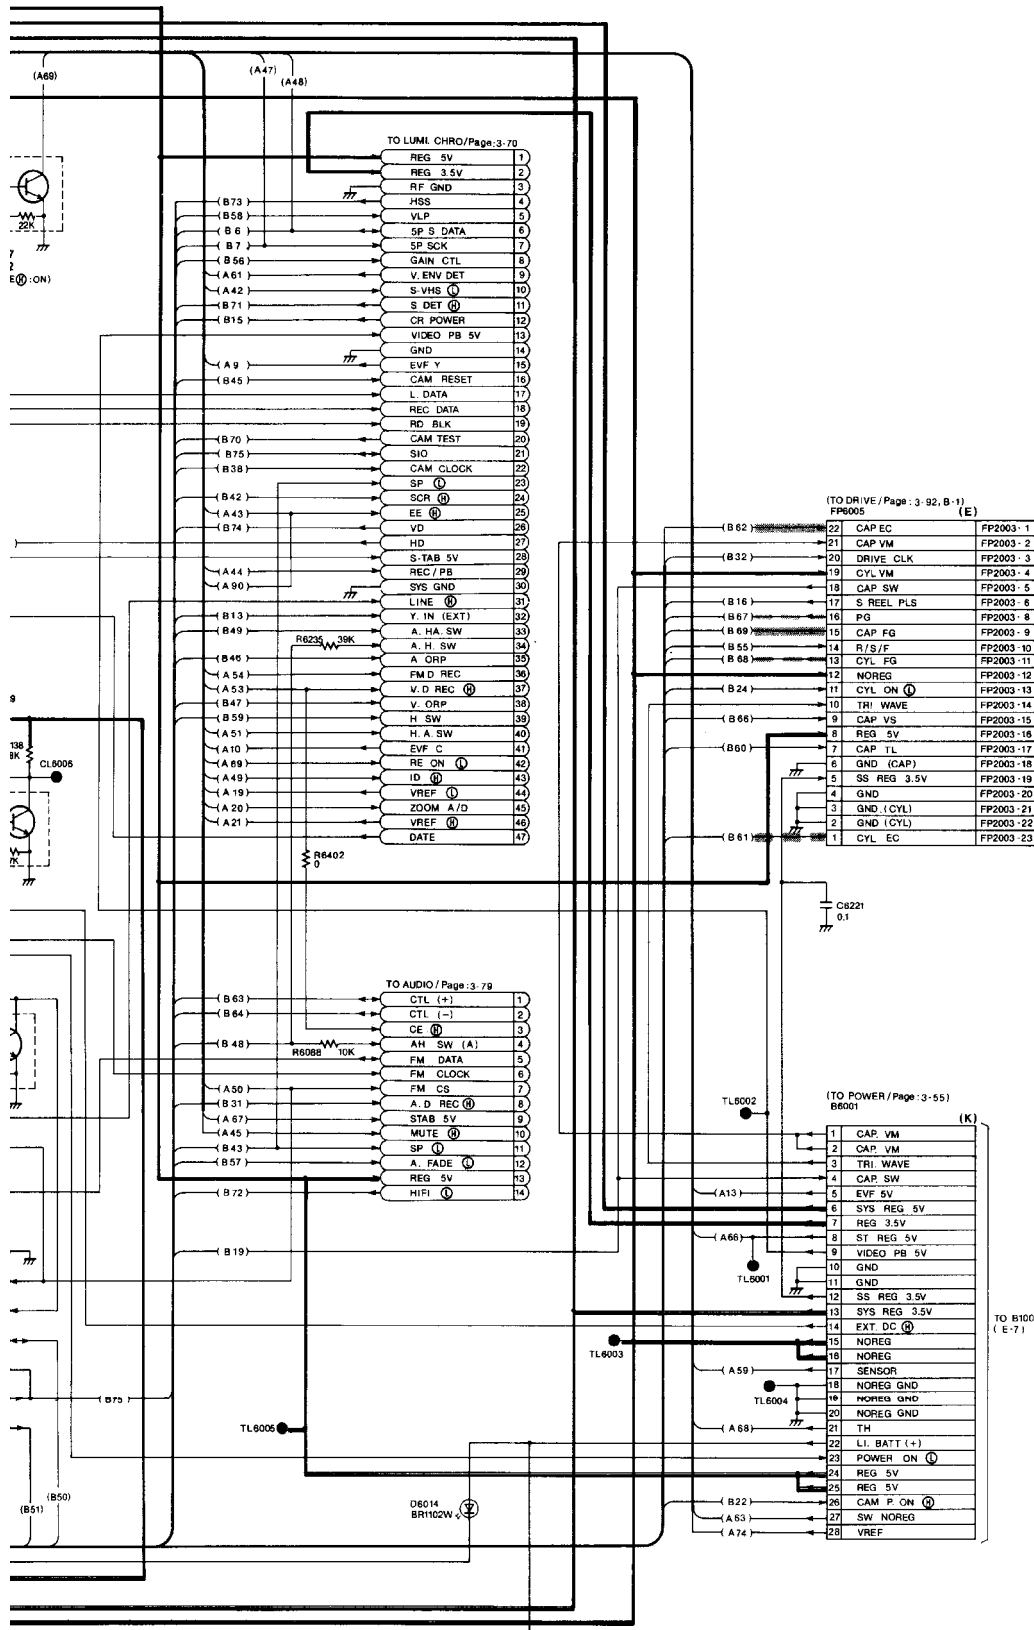 (A69)
(A47)
(A48)
22K
E(H):ON)
TO LUMI. CHRO/Page:3-70
REG 5V 1
REG 3.5V 2
RF GND 3
(B73) HSS 4
(B58) VLP 5
(B6) 5P S DATA 6
(B7) 5P SCK 7
(B56) GAIN CTL 8
(A61) V. ENV DET 9
(A42) S-VHS (L) 10
(B71) S DET (H) 11
(B15) CR POWER 12
VIDEO PB 5V 13
GND 14
(A9) EVF Y 15
(B45) CAM RESET 16
L. DATA 17
REC DATA 18
RD BLK 19
(B70) CAM TEST 20
(B75) SIO 21
(B38) CAM CLOCK 22
SP (L) 23
(B42) SCR (H) 24
(A43) EE (H) 25
(B74) VD 26
HD 27
S-TAB 5V 28
(A44) REC/PB 29
(A90) SYS GND 30
LINE (H) 31
(B13) Y. IN (EXT) 32
(B49) A. HA. SW 33
R6235 39K A. H. SW 34
(B46) A ORP 35
(A54) FM D REC 36
(A53) V. D REC (H) 37
(B47) V. ORP 38
(B59) H SW 39
(A51) H. A. SW 40
(A10) EVF C 41
(A69) RE ON (L) 42
(A49) ID (H) 43
(A19) VREF (L) 44
(A20) ZOOM A/D 45
(A21) VREF (H) 46
DATE 47
CL6006
R6402
0
(TO DRIVE/Page: 3-92, B-1)
FP6005 (E)
(B62) 22 CAP EC FP2003-1
21 CAP VM FP2003-2
(B32) 20 DRIVE CLK FP2003-3
19 CYL VM FP2003-4
18 CAP SW FP2003-5
(B16) 17 S REEL PLS FP2003-6
(B67) 16 PG FP2003-8
(B69) 15 CAP FG FP2003-9
(B55) 14 R/S/F FP2003-10
(B68) 13 CYL FG FP2003-11
12 NOREG FP2003-12
(B24) 11 CYL ON (L) FP2003-13
10 TRI WAVE FP2003-14
(B66) 9 CAP VS FP2003-15
8 REG 5V FP2003-16
(B60) 7 CAP TL FP2003-17
6 GND (CAP) FP2003-18
5 SS REG 3.5V FP2003-19
4 GND FP2003-20
3 GND.(CYL) FP2003-21
2 GND (CYL) FP2003-22
(B61) 1 CYL EC FP2003-23
C6221
0.1
TO AUDIO/Page:3-79
(B63) CTL (+) 1
(B64) CTL (-) 2
CE (H) 3
(B48) R6088 10K AH SW (A) 4
FM DATA 5
FM CLOCK 6
(A50) FM CS 7
(B31) A. D REC (H) 8
(A67) STAB 5V 9
(A45) MUTE (H) 10
(B43) SP (L) 11
(B57) A. FADE (L) 12
REG 5V 13
(B72) HIFI (L) 14
(B19)
TL6002
(TO POWER/Page:3-55)
B6001
(K)
1 CAP. VM
2 CAP. VM
3 TRI. WAVE
4 CAP. SW
(A13) 5 EVF 5V
6 SYS REG 5V
7 REG 3.5V
(A66) 8 ST REG 5V
9 VIDEO PB 5V
10 GND
TL6001 11 GND
12 SS REG 3.5V
13 SYS REG 3.5V
14 EXT. DC (H)
TO B100
(E-7)
TL6003 15 NOREG
16 NOREG
(A59) 17 SENSOR
18 NOREG GND
TL6004 19 NOREG GND
20 NOREG GND
(A68) 21 TH
22 LI. BATT (+)
23 POWER ON (L)
24 REG 5V
25 REG 5V
(B22) 26 CAM P. ON (H)
(A63) 27 SW NOREG
(A74) 28 VREF
(B75)
TL6005
(B51)
(B50)
D6014
BR1102W